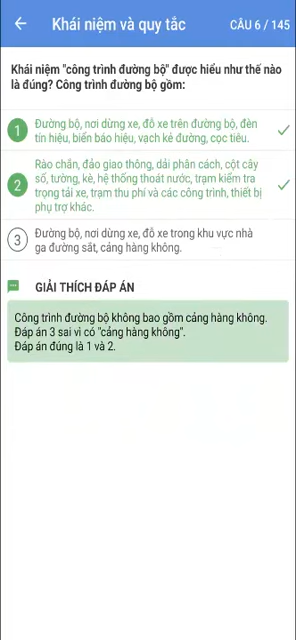 Khái niệm và quy tắc
CÂU 6 / 145
Khái niệm "công trình đường bộ" được hiểu như thế nào
là đúng? Công trình đường bộ gồm:
1
Đường bộ, nơi dừng xe, đỗ xe trên đường bộ, đèn
tín hiệu, biển báo hiệu, vạch kẻ đường, cọc tiêu.
2
Rào chắn, đảo giao thông, dải phân cách, cột cây
số, tường, kè, hệ thống thoát nước, trạm kiểm tra
trọng tải xe, trạm thu phí và các công trình, thiết bị
phụ trợ khác.
3
Đường bộ, nơi dừng xe, đỗ xe trong khu vực nhà
ga đường sắt, cảng hàng không.
GIẢI THÍCH ĐÁP ÁN
Công trình đường bộ không bao gồm cảng hàng không.
Đáp án 3 sai vì có "cảng hàng không".
Đáp án đúng là 1 và 2.